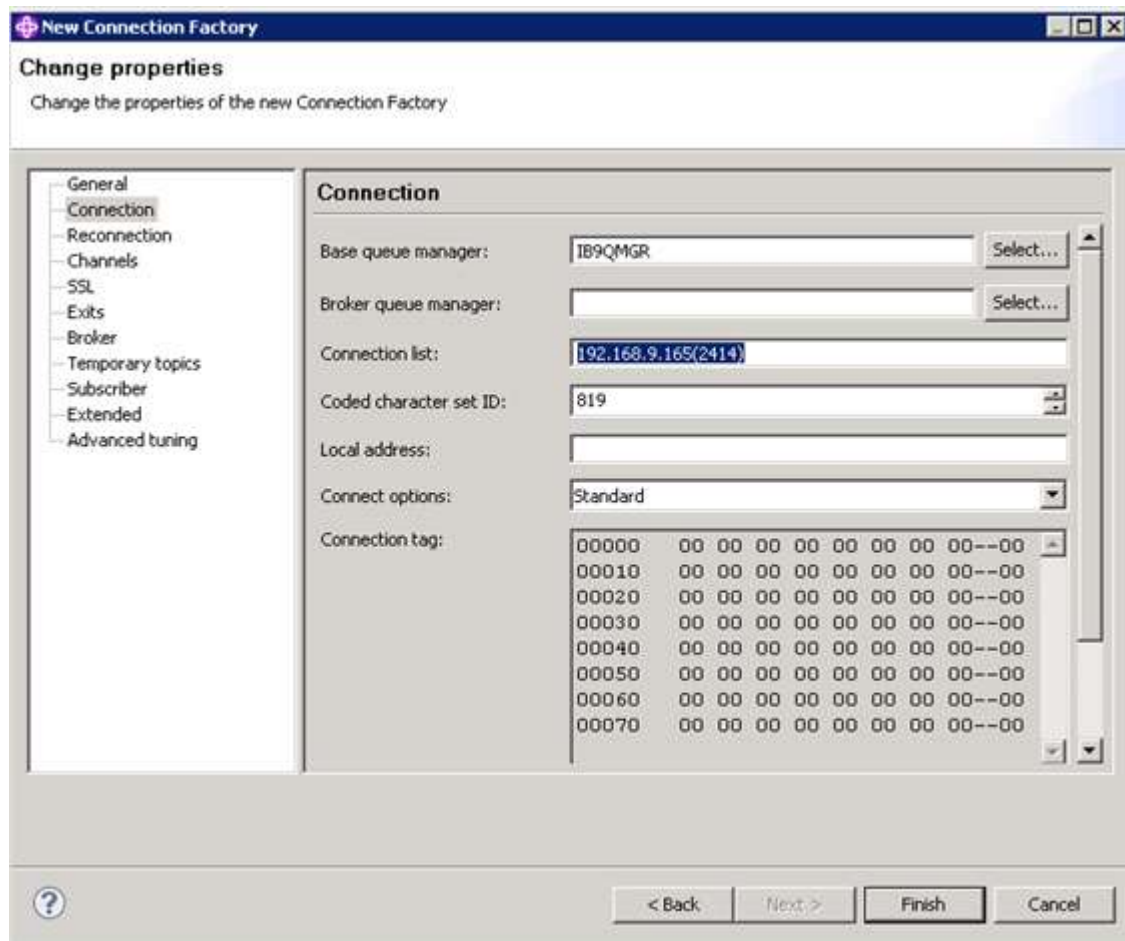 New Connection Factory
Change properties
Change the properties of the new Connection Factory
General
Connection
Reconnection
Channels
SSL
Exits
Broker
Temporary topics
Subscriber
Extended
Advanced tuning
Connection
Base queue manager: IB9QMGR Select...
Broker queue manager: Select...
Connection list: 192.168.9.165(2414)
Coded character set ID: 819
Local address:
Connect options: Standard
Connection tag:
00000 00 00 00 00 00 00 00 00--00
00010 00 00 00 00 00 00 00 00--00
00020 00 00 00 00 00 00 00 00--00
00030 00 00 00 00 00 00 00 00--00
00040 00 00 00 00 00 00 00 00--00
00050 00 00 00 00 00 00 00 00--00
00060 00 00 00 00 00 00 00 00--00
00070 00 00 00 00 00 00 00 00--00
? < Back Next > Finish Cancel